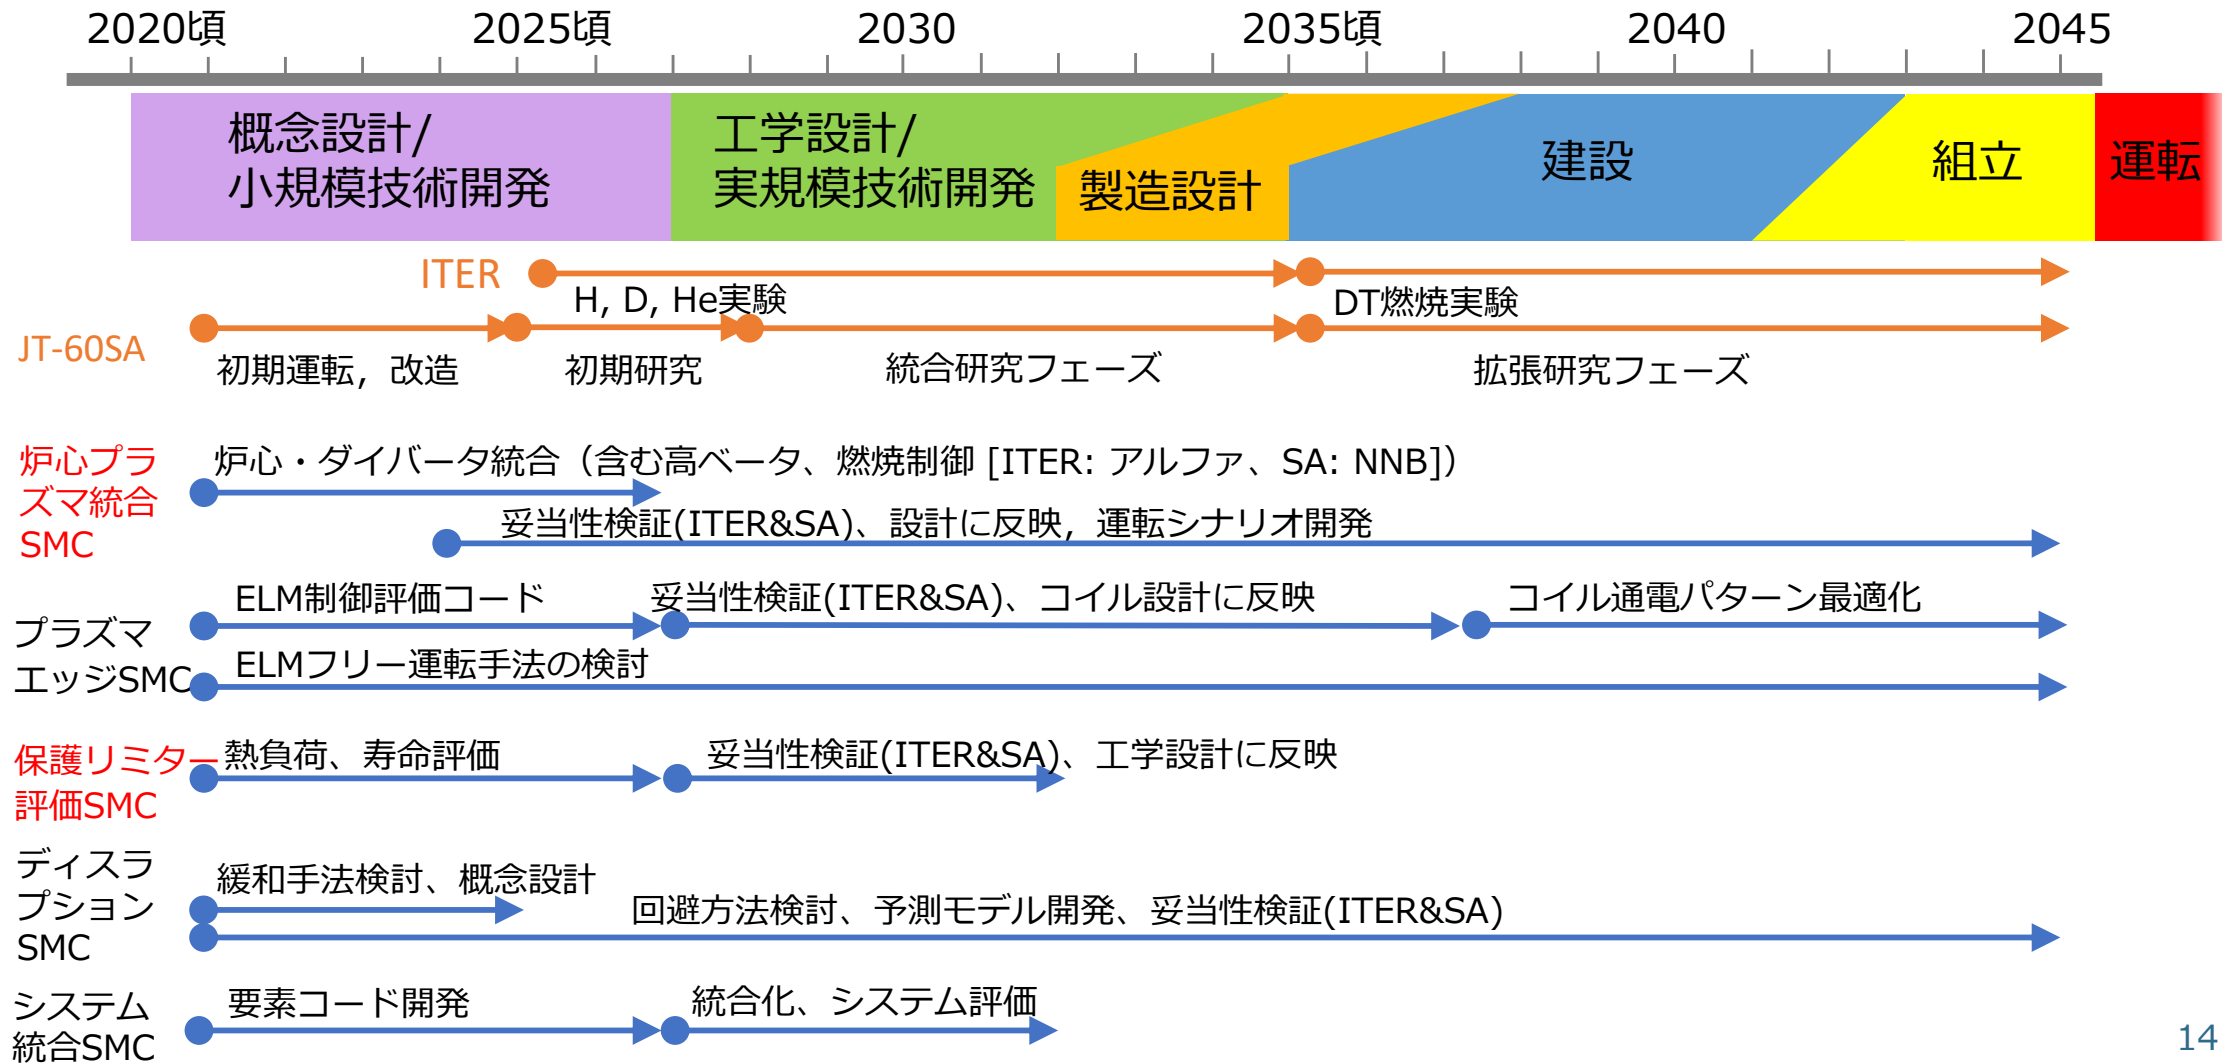 2020頃
2025頃
2030
2035頃
2040
2045
概念設計/
小規模技術開発
工学設計/
実規模技術開発
製造設計
建設
組立
運転
ITER
H, D, He実験
DT燃焼実験
JT-60SA
初期運転，改造
初期研究
統合研究フェーズ
拡張研究フェーズ
炉心プラ
ズマ統合
SMC
炉心・ダイバータ統合（含む高ベータ、燃焼制御 [ITER: アルファ、SA: NNB]）
妥当性検証(ITER&SA)、設計に反映，運転シナリオ開発
プラズマ
エッジSMC
ELM制御評価コード
妥当性検証(ITER&SA)、コイル設計に反映
コイル通電パターン最適化
ELMフリー運転手法の検討
保護リミター
評価SMC
熱負荷、寿命評価
妥当性検証(ITER&SA)、工学設計に反映
ディスラ
プション
SMC
緩和手法検討、概念設計
回避方法検討、予測モデル開発、妥当性検証(ITER&SA)
システム
統合SMC
要素コード開発
統合化、システム評価
14